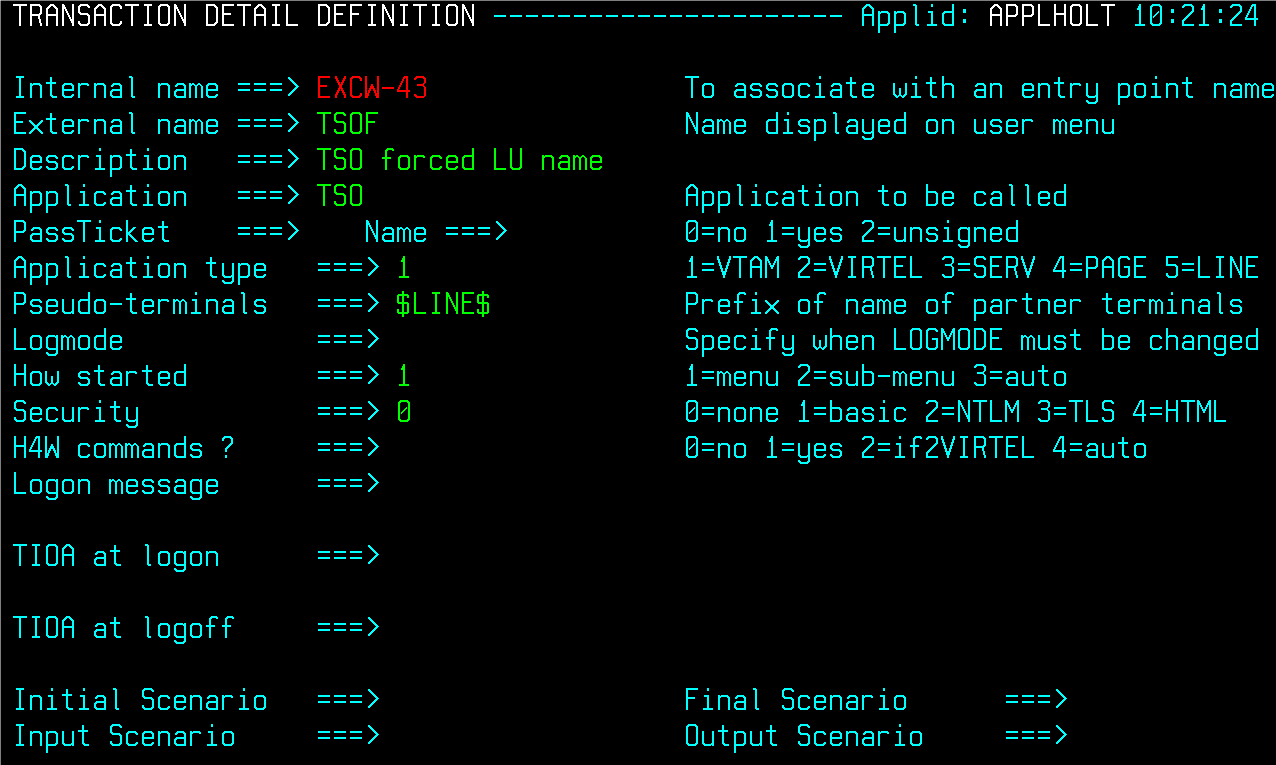 TRANSACTION DETAIL DEFINITION ---------------------- Applid: APPLHOLT 10:21:24
Internal name ===> EXCW-43 To associate with an entry point name
External name ===> TSOF Name displayed on user menu
Description ===> TSO forced LU name
Application ===> TSO Application to be called
PassTicket ===> Name ===> 0=no 1=yes 2=unsigned
Application type ===> 1 1=VTAM 2=VIRTEL 3=SERV 4=PAGE 5=LINE
Pseudo-terminals ===> $LINE$ Prefix of name of partner terminals
Logmode ===> Specify when LOGMODE must be changed
How started ===> 1 1=menu 2=sub-menu 3=auto
Security ===> 0 0=none 1=basic 2=NTLM 3=TLS 4=HTML
H4W commands ? ===> 0=no 1=yes 2=if2VIRTEL 4=auto
Logon message ===>
TIOA at logon ===>
TIOA at logoff ===>
Initial Scenario ===> Final Scenario ===>
Input Scenario ===> Output Scenario ===>